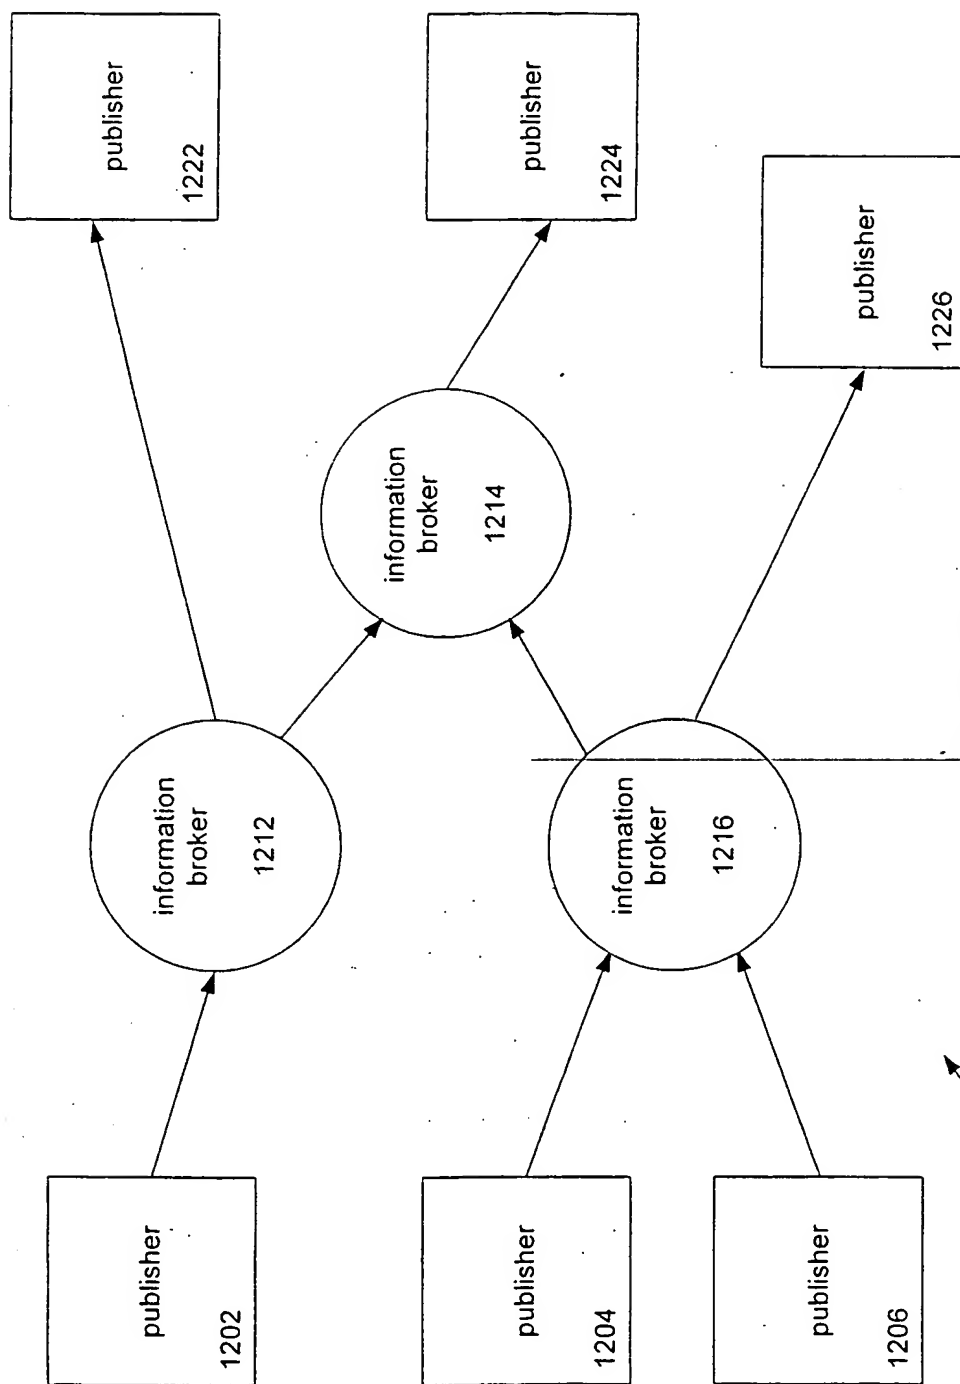 publisher
1202
publisher
1204
publisher
1206
information
broker
1212
information
broker
1216
information
broker
1214
publisher
1222
publisher
1224
publisher
1226